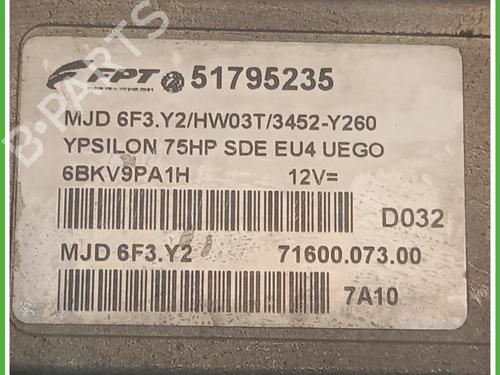 B-PARTS
FPT 51795235
MJD 6F3.Y2/HW03T/3452-Y260
YPSILON 75HP SDE EU4 UEGO
6BKV9PA1H 12V=
D032
MJD 6F3.Y2 71600.073.00
7A10